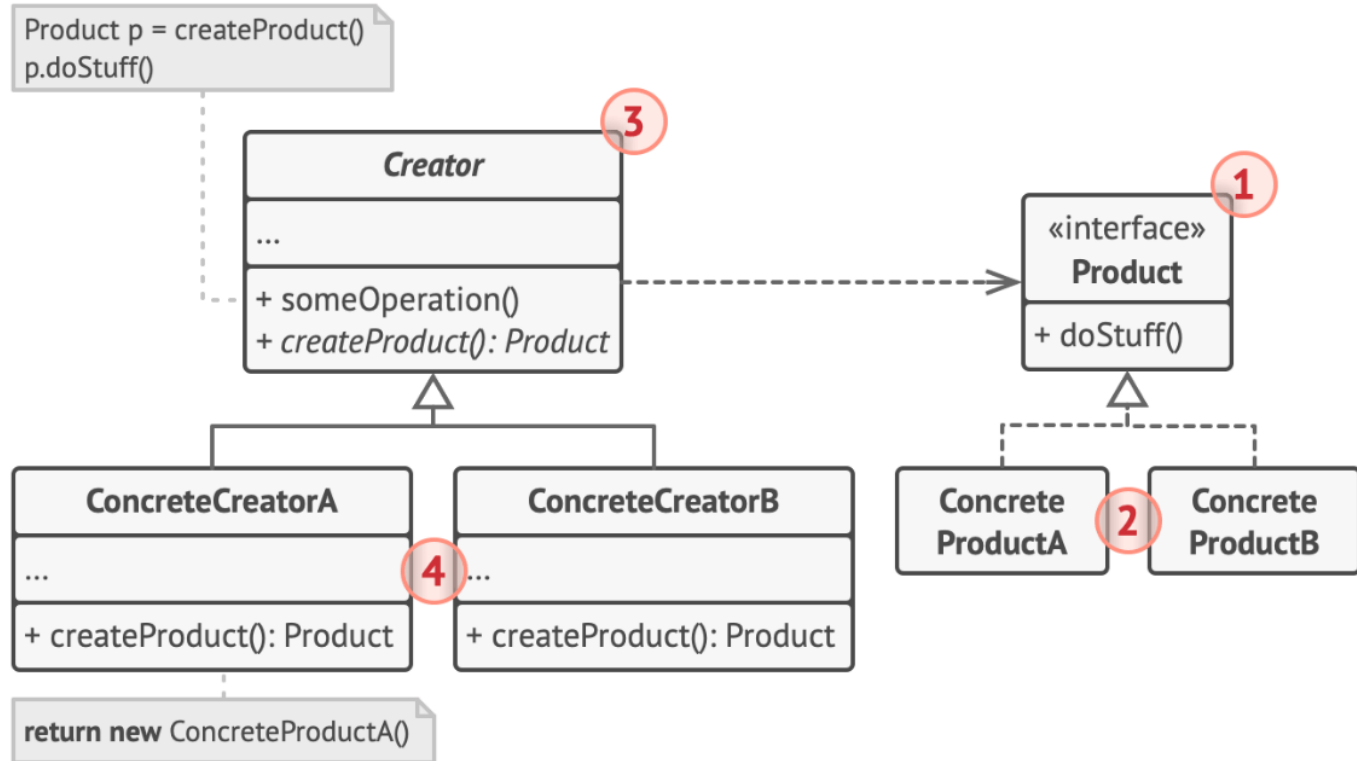 Product p = createProduct()
p.doStuff()
3
Creator
...
+ someOperation()
+ createProduct(): Product
1
«interface»
Product
+ doStuff()
ConcreteCreatorA
...
+ createProduct(): Product
4
ConcreteCreatorB
...
+ createProduct(): Product
Concrete
ProductA
2
Concrete
ProductB
return new ConcreteProductA()